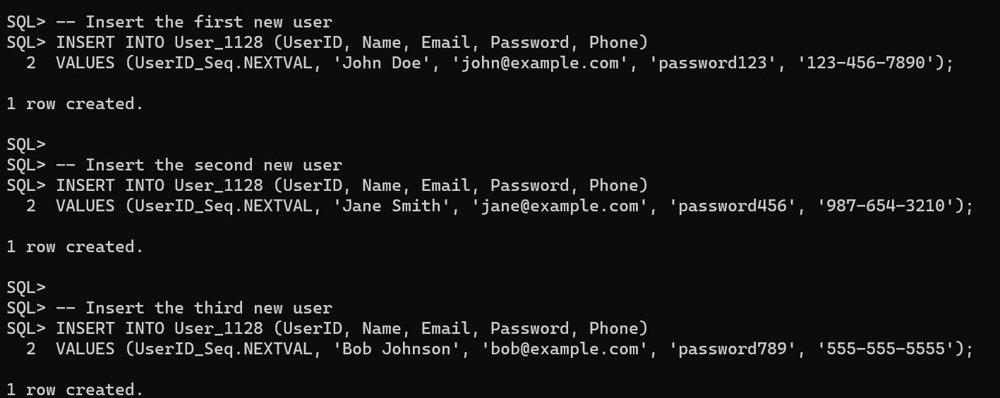 SQL> -- Insert the first new user
SQL> INSERT INTO User_1128 (UserID, Name, Email, Password, Phone)
  2  VALUES (UserID_Seq.NEXTVAL, 'John Doe', 'john@example.com', 'password123', '123-456-7890');
1 row created.
SQL>
SQL> -- Insert the second new user
SQL> INSERT INTO User_1128 (UserID, Name, Email, Password, Phone)
  2  VALUES (UserID_Seq.NEXTVAL, 'Jane Smith', 'jane@example.com', 'password456', '987-654-3210');
1 row created.
SQL>
SQL> -- Insert the third new user
SQL> INSERT INTO User_1128 (UserID, Name, Email, Password, Phone)
  2  VALUES (UserID_Seq.NEXTVAL, 'Bob Johnson', 'bob@example.com', 'password789', '555-555-5555');
1 row created.